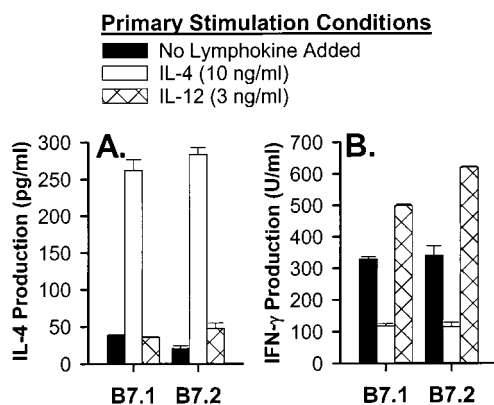 Primary Stimulation Conditions
No Lymphokine Added
IL-4 (10 ng/ml)
IL-12 (3 ng/ml)
A.
IL-4 Production (pg/ml)
300
250
200
150
100
50
0
B7.1 B7.2
B.
IFN-γ Production (U/ml)
700
600
500
400
300
200
100
0
B7.1 B7.2